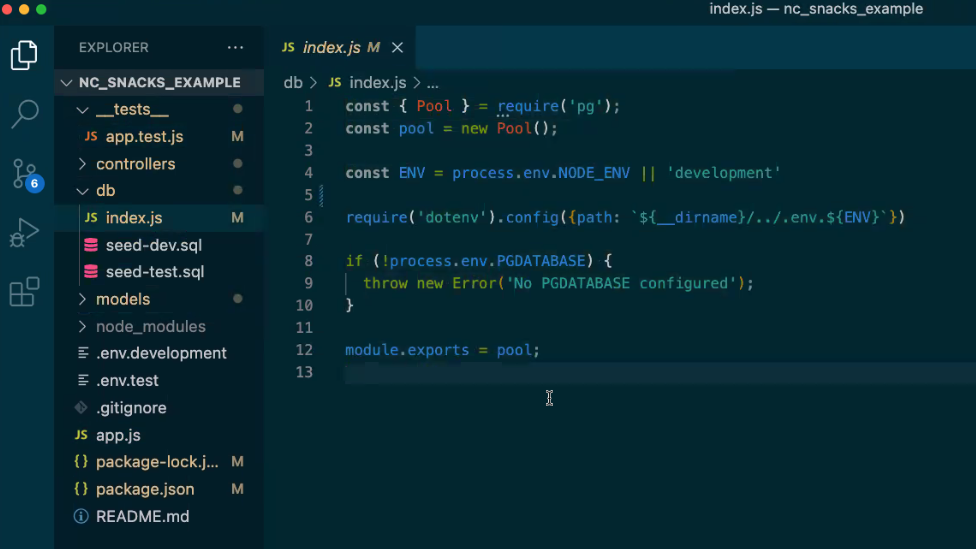 index.js — nc_snacks_example
EXPLORER
NC_SNACKS_EXAMPLE
__tests__
JS app.test.js M
controllers
db
JS index.js M
seed-dev.sql
seed-test.sql
models
node_modules
.env.development
.env.test
.gitignore
JS app.js
{} package-lock.j... M
{} package.json M
README.md
6
JS index.js M
db > JS index.js > ...
1 const { Pool } = require('pg');
2 const pool = new Pool();
3
4 const ENV = process.env.NODE_ENV || 'development'
5
6 require('dotenv').config({path: `${__dirname}/../.env.${ENV}`})
7
8 if (!process.env.PGDATABASE) {
9 throw new Error('No PGDATABASE configured');
10 }
11
12 module.exports = pool;
13